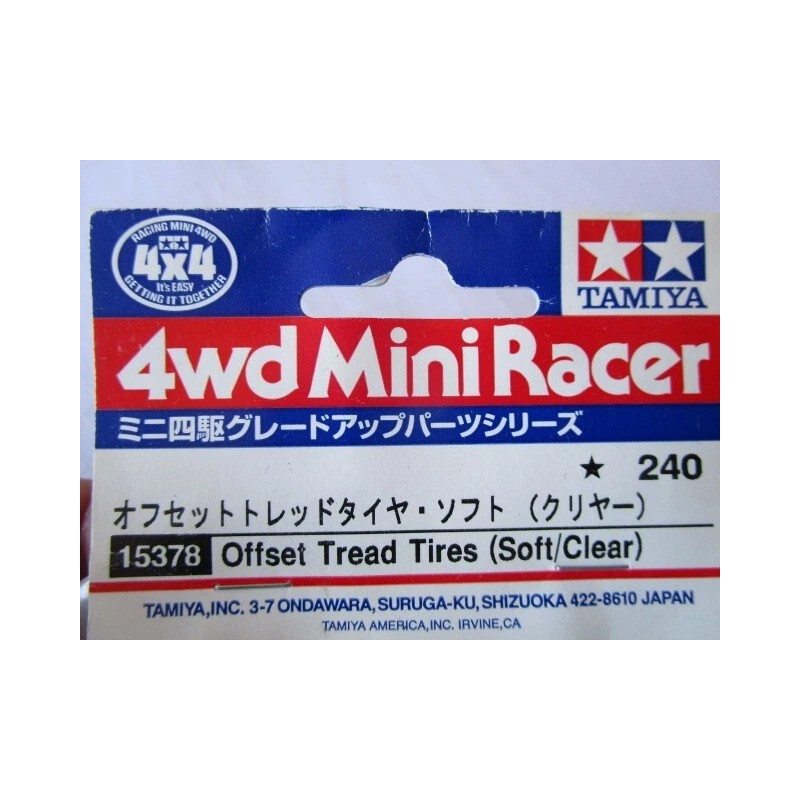 RACING MINI 4WD
4x4
It's EASY
GETTING IT TOGETHER
TAMIYA
4wd Mini Racer
ミニ四駆グレードアップパーツシリーズ
★ 240
オフセットトレッドタイヤ・ソフト（クリヤー）
15378 Offset Tread Tires (Soft/Clear)
TAMIYA,INC. 3-7 ONDAWARA, SURUGA-KU, SHIZUOKA 422-8610 JAPAN
TAMIYA AMERICA,INC. IRVINE,CA